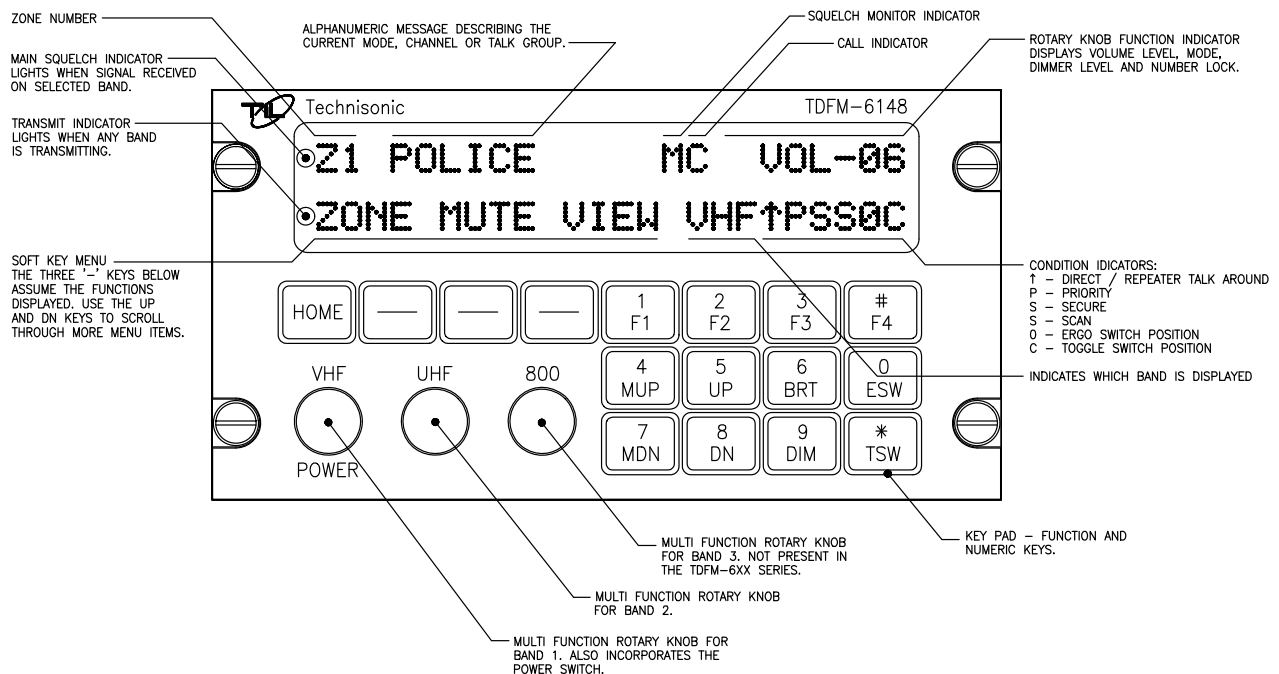 ZONE NUMBER
MAIN SQUELCH INDICATOR
LIGHTS WHEN SIGNAL RECEIVED
ON SELECTED BAND.
TRANSMIT INDICATOR
LIGHTS WHEN ANY BAND
IS TRANSMITTING.
ALPHANUMERIC MESSAGE DESCRIBING THE
CURRENT MODE, CHANNEL OR TALK GROUP.
SQUELCH MONITOR INDICATOR
CALL INDICATOR
ROTARY KNOB FUNCTION INDICATOR
DISPLAYS VOLUME LEVEL, MODE,
DIMMER LEVEL AND NUMBER LOCK.
TIL Technisonic TDFM-6148
Z1 POLICE MC VOL-06
ZONE MUTE VIEW VHF↑PSS0C
SOFT KEY MENU
THE THREE '-' KEYS BELOW
ASSUME THE FUNCTIONS
DISPLAYED. USE THE UP
AND DN KEYS TO SCROLL
THROUGH MORE MENU ITEMS.
CONDITION IDICATORS:
↑ - DIRECT / REPEATER TALK AROUND
P - PRIORITY
S - SECURE
S - SCAN
0 - ERGO SWITCH POSITION
C - TOGGLE SWITCH POSITION
INDICATES WHICH BAND IS DISPLAYED
HOME
1
F1
2
F2
3
F3
#
F4
4
MUP
5
UP
6
BRT
0
ESW
7
MDN
8
DN
9
DIM
*
TSW
VHF
UHF
800
POWER
KEY PAD - FUNCTION AND
NUMERIC KEYS.
MULTI FUNCTION ROTARY KNOB
FOR BAND 3. NOT PRESENT IN
THE TDFM-6XX SERIES.
MULTI FUNCTION ROTARY KNOB
FOR BAND 2.
MULTI FUNCTION ROTARY KNOB FOR
BAND 1. ALSO INCORPORATES THE
POWER SWITCH.